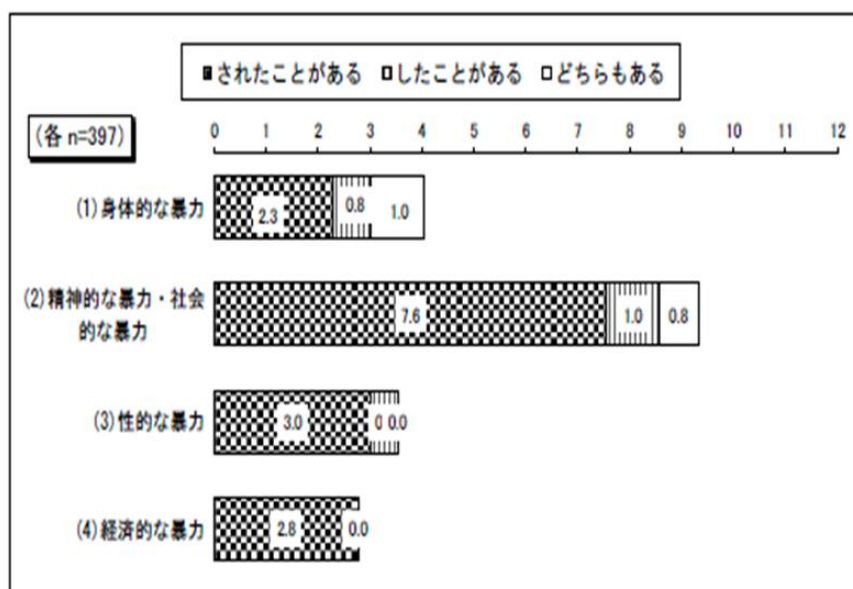 されたことがある したことがある どちらもある
(各 n=397)
0 1 2 3 4 5 6 7 8 9 10 11 12
(1)身体的な暴力
2.3 0.8 1.0
(2)精神的な暴力・社会
的な暴力
7.6 1.0 0.8
(3)性的な暴力
3.0 0 0.0
(4)経済的な暴力
2.8 0.0